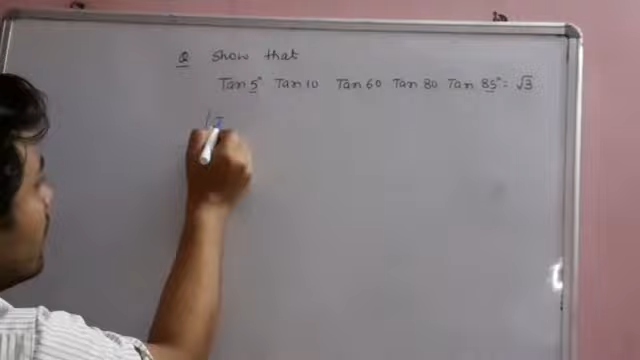 Q Show that
Tan 5° Tan 10 Tan 60 Tan 80 Tan 85° = √3